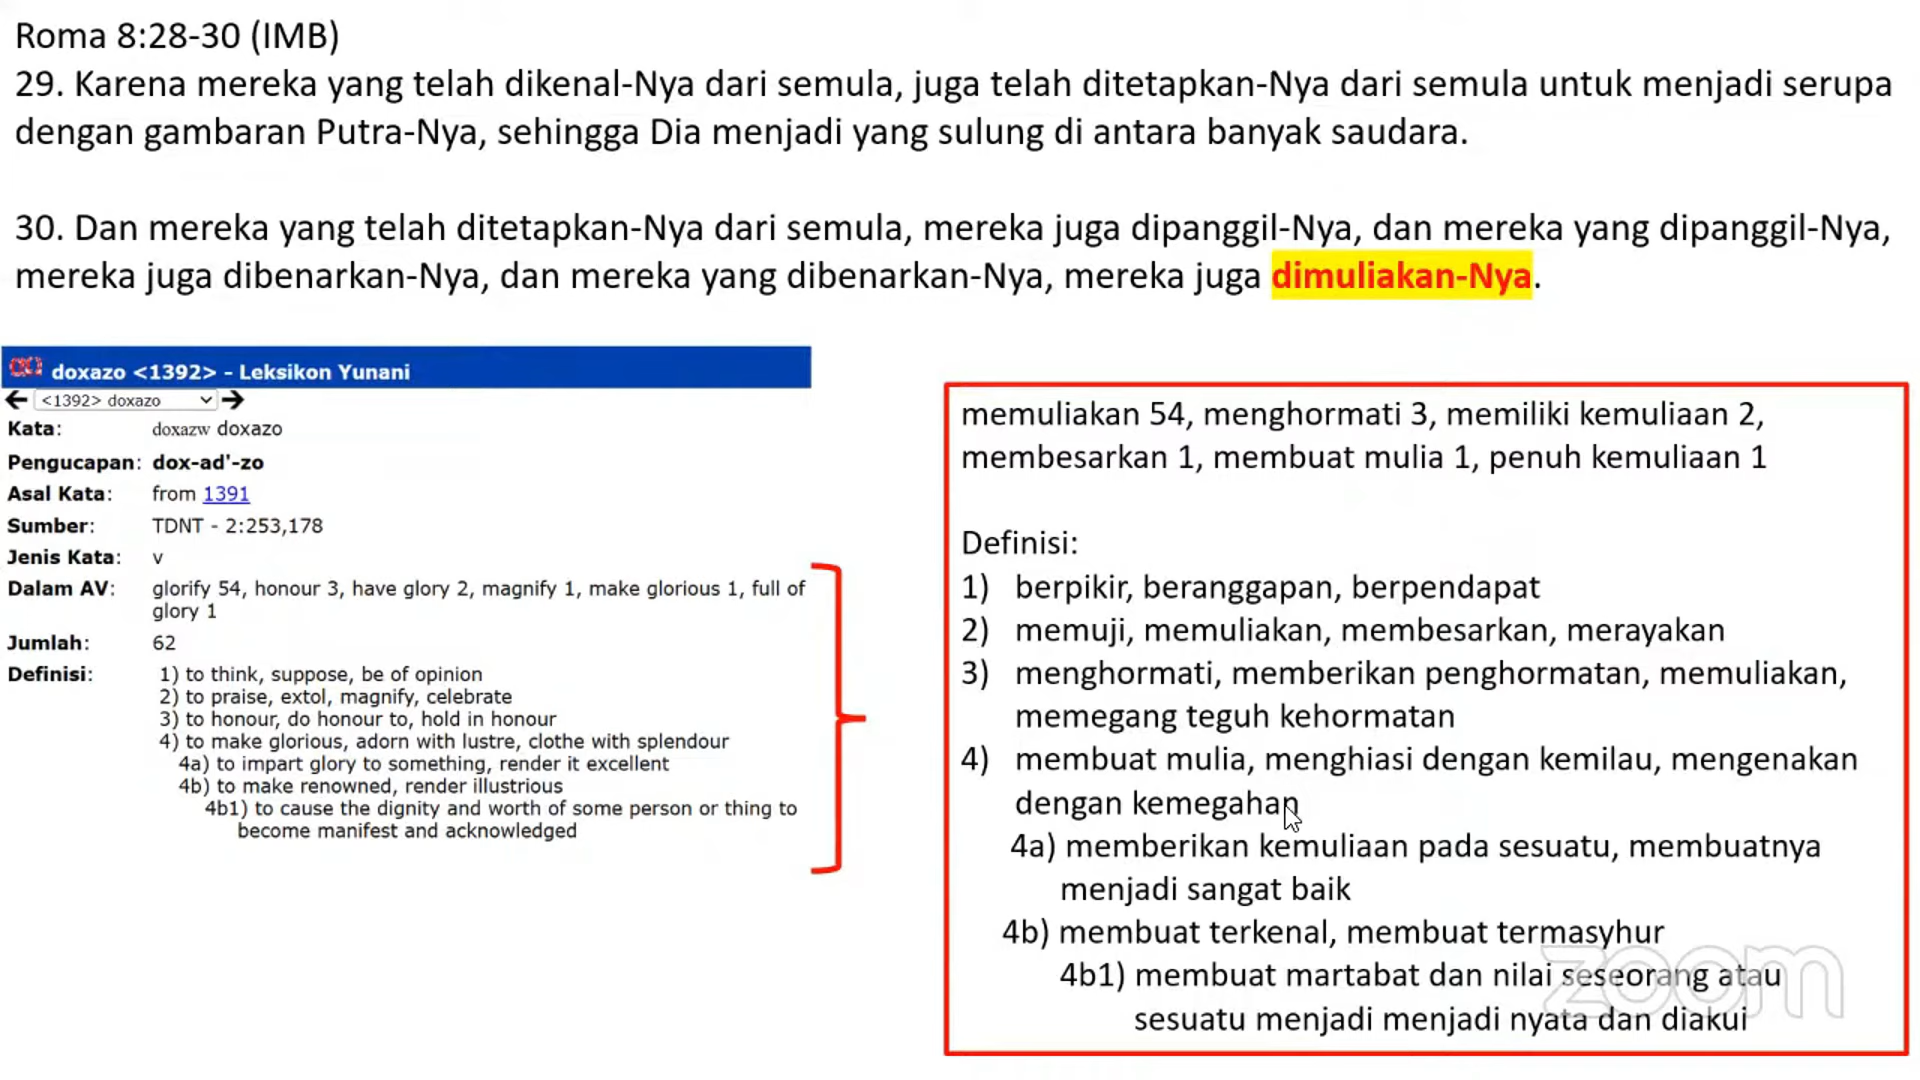 Roma 8:28-30 (IMB)
29. Karena mereka yang telah dikenal-Nya dari semula, juga telah ditetapkan-Nya dari semula untuk menjadi serupa
dengan gambaran Putra-Nya, sehingga Dia menjadi yang sulung di antara banyak saudara.
30. Dan mereka yang telah ditetapkan-Nya dari semula, mereka juga dipanggil-Nya, dan mereka yang dipanggil-Nya,
mereka juga dibenarkan-Nya, dan mereka yang dibenarkan-Nya, mereka juga dimuliakan-Nya.
doxazo <1392> - Leksikon Yunani
<1392> doxazo
Kata: doxazw doxazo
Pengucapan: dox-ad'-zo
Asal Kata: from 1391
Sumber: TDNT - 2:253,178
Jenis Kata: v
Dalam AV: glorify 54, honour 3, have glory 2, magnify 1, make glorious 1, full of
glory 1
Jumlah: 62
Definisi: 1) to think, suppose, be of opinion
2) to praise, extol, magnify, celebrate
3) to honour, do honour to, hold in honour
4) to make glorious, adorn with lustre, clothe with splendour
4a) to impart glory to something, render it excellent
4b) to make renowned, render illustrious
4b1) to cause the dignity and worth of some person or thing to
become manifest and acknowledged
memuliakan 54, menghormati 3, memiliki kemuliaan 2,
membesarkan 1, membuat mulia 1, penuh kemuliaan 1
Definisi:
1) berpikir, beranggapan, berpendapat
2) memuji, memuliakan, membesarkan, merayakan
3) menghormati, memberikan penghormatan, memuliakan,
memegang teguh kehormatan
4) membuat mulia, menghiasi dengan kemilau, mengenakan
dengan kemegahan
4a) memberikan kemuliaan pada sesuatu, membuatnya
menjadi sangat baik
4b) membuat terkenal, membuat termasyhur
4b1) membuat martabat dan nilai seseorang atau
sesuatu menjadi menjadi nyata dan diakui
zoom